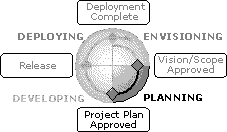 Deployment
Complete
DEPLOYING
ENVISIONING
Release
Vision/Scope
Approved
DEVELOPING
PLANNING
Project Plan
Approved